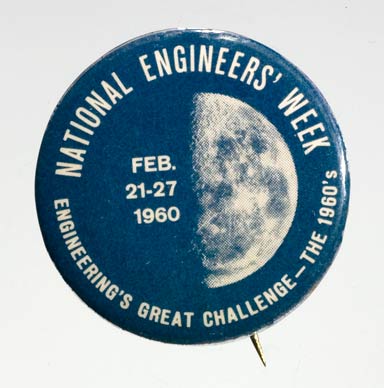 NATIONAL ENGINEERS' WEEK
FEB.
21-27
1960
ENGINEERING'S GREAT CHALLENGE—THE 1960's